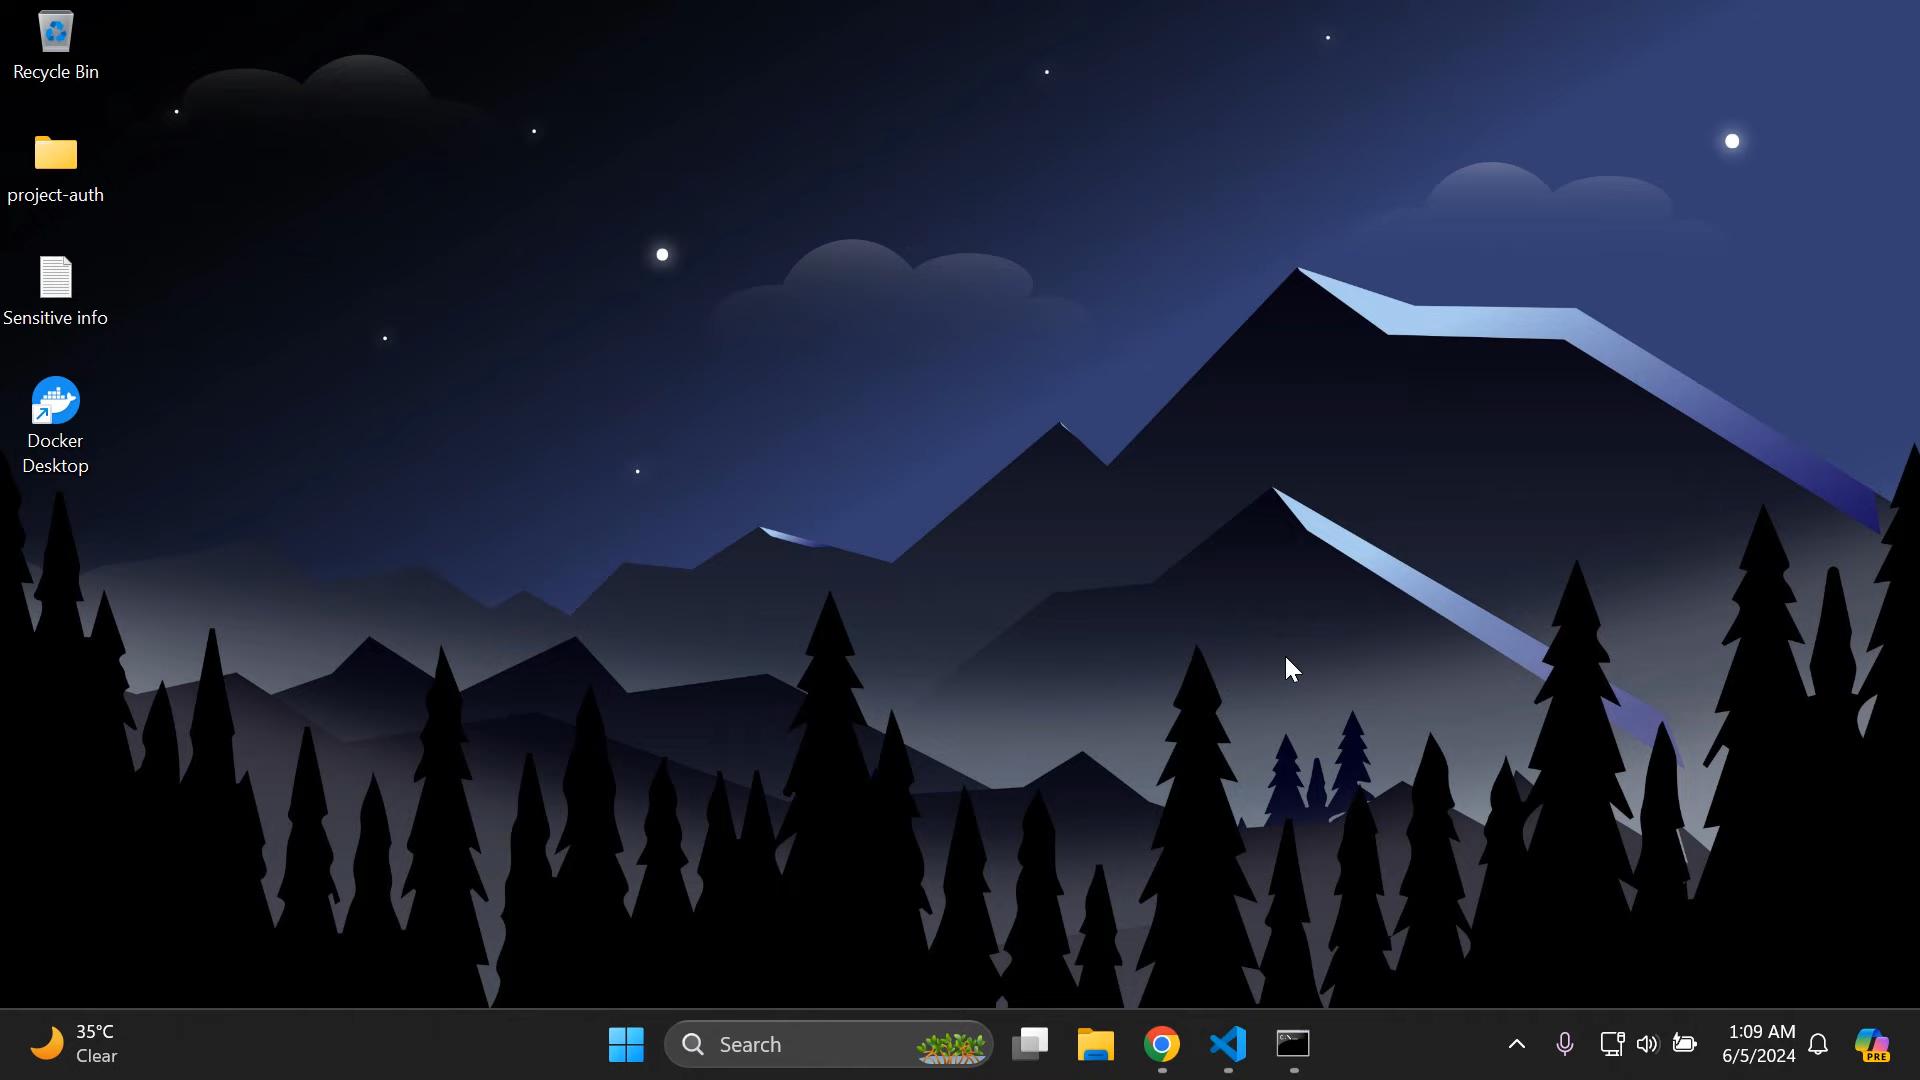 Recycle Bin
project-auth
Sensitive info
Docker
Desktop
35°C
Clear
Search
1:09 AM
6/5/2024
PRE